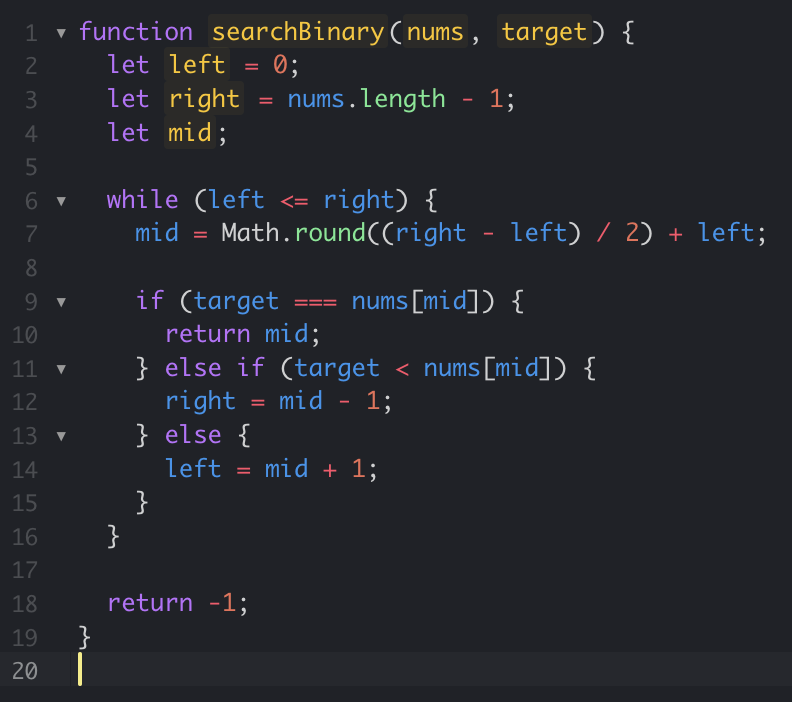 1 ▼ function searchBinary(nums, target) {
2   let left = 0;
3   let right = nums.length - 1;
4   let mid;
5
6 ▼   while (left <= right) {
7     mid = Math.round((right - left) / 2) + left;
8
9 ▼     if (target === nums[mid]) {
10       return mid;
11 ▼     } else if (target < nums[mid]) {
12       right = mid - 1;
13 ▼     } else {
14       left = mid + 1;
15     }
16   }
17
18   return -1;
19 }
20